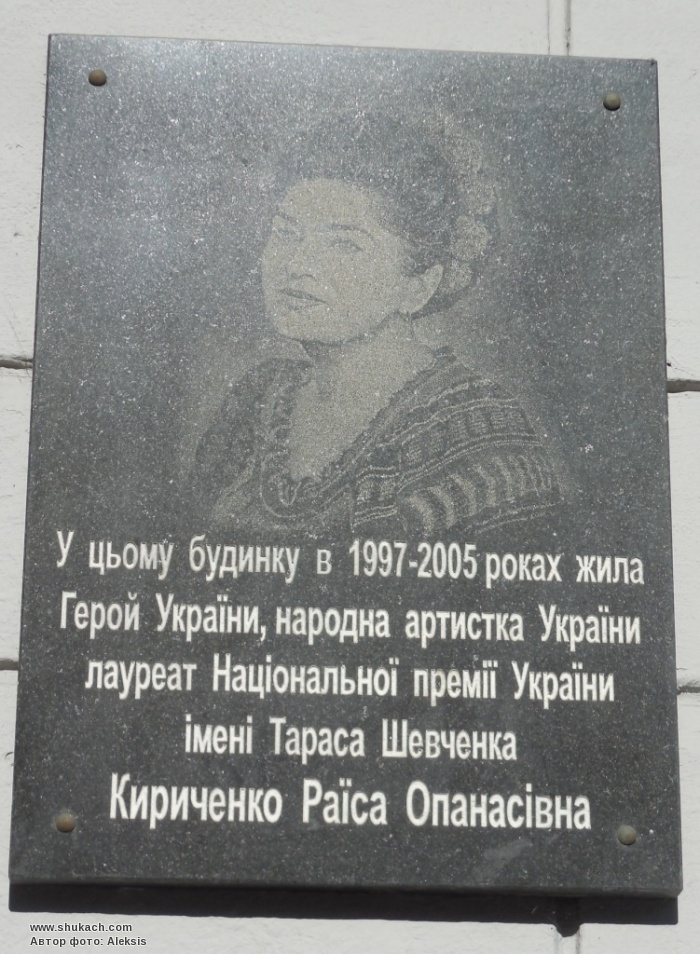 У цьому будинку в 1997-2005 роках жила
Герой України, народна артистка України
лауреат Національної премії України
імені Тараса Шевченка
Кириченко Раїса Опанасівна
www.shukach.com
Автор фото: Aleksis